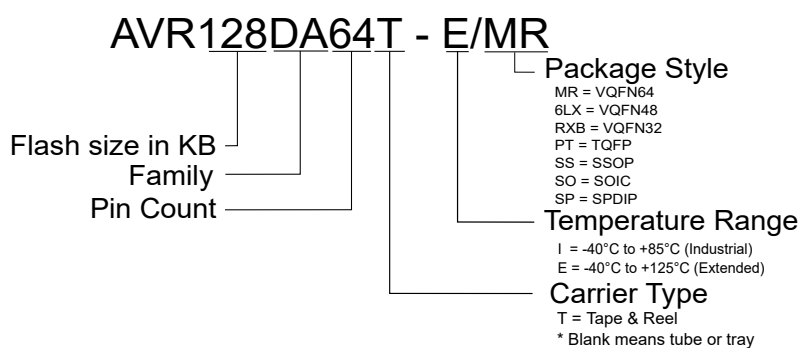 AVR128DA64T - E/MR
Package Style
MR = VQFN64
6LX = VQFN48
RXB = VQFN32
PT = TQFP
SS = SSOP
SO = SOIC
SP = SPDIP
Flash size in KB
Family
Pin Count
Temperature Range
I = -40°C to +85°C (Industrial)
E = -40°C to +125°C (Extended)
Carrier Type
T = Tape & Reel
* Blank means tube or tray